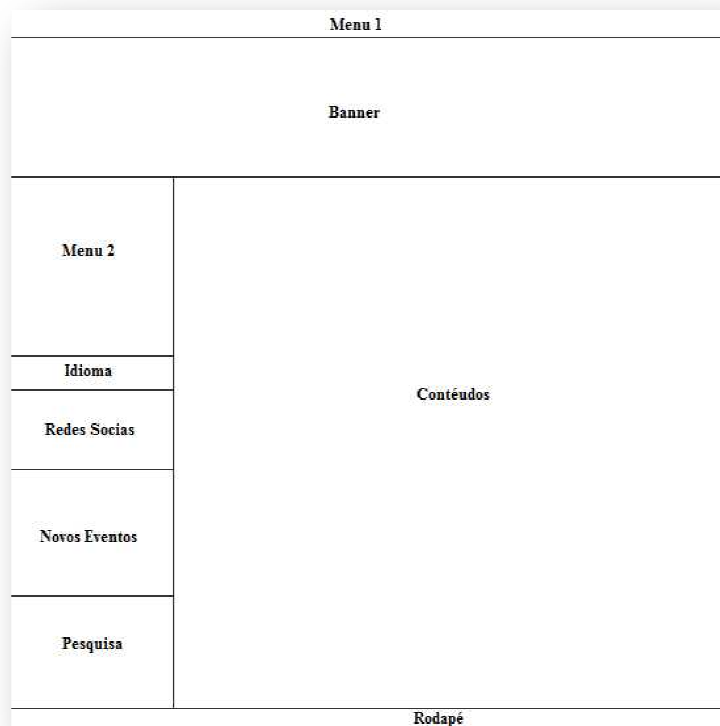 Menu 1
Banner
Menu 2
Idioma
Redes Socias
Novos Eventos
Pesquisa
Contéudos
Rodapé